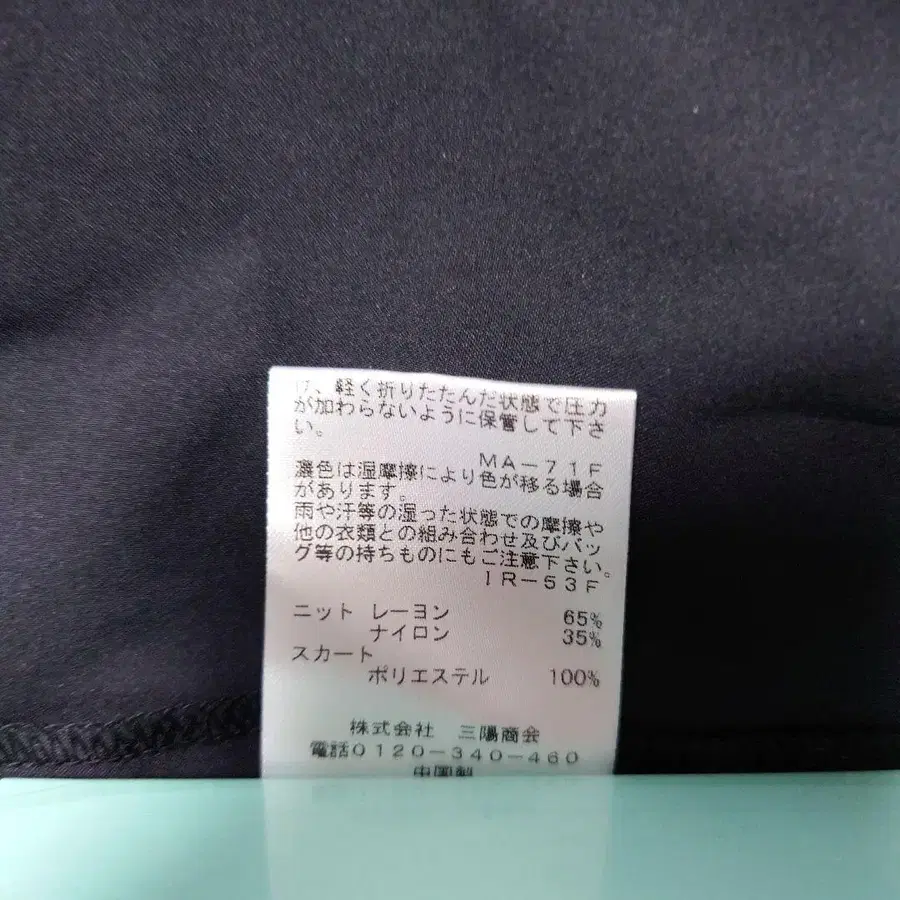 け、軽く折りたたんだ状態で圧力
が加わらないように保管して下さ
い。
ＭＡ－７１Ｆ
濃色は湿摩擦により色が移る場合
があります。
雨や汗等の湿った状態での摩擦や
他の衣類との組み合わせ及びバッ
グ等の持ちものにもご注意下さい。
ＩＲ－５３Ｆ
ニット レーヨン 65%
ナイロン 35%
スカート
ポリエステル 100%
株式会社 三陽商会
電話０１２０－３４０－４６０
中国製